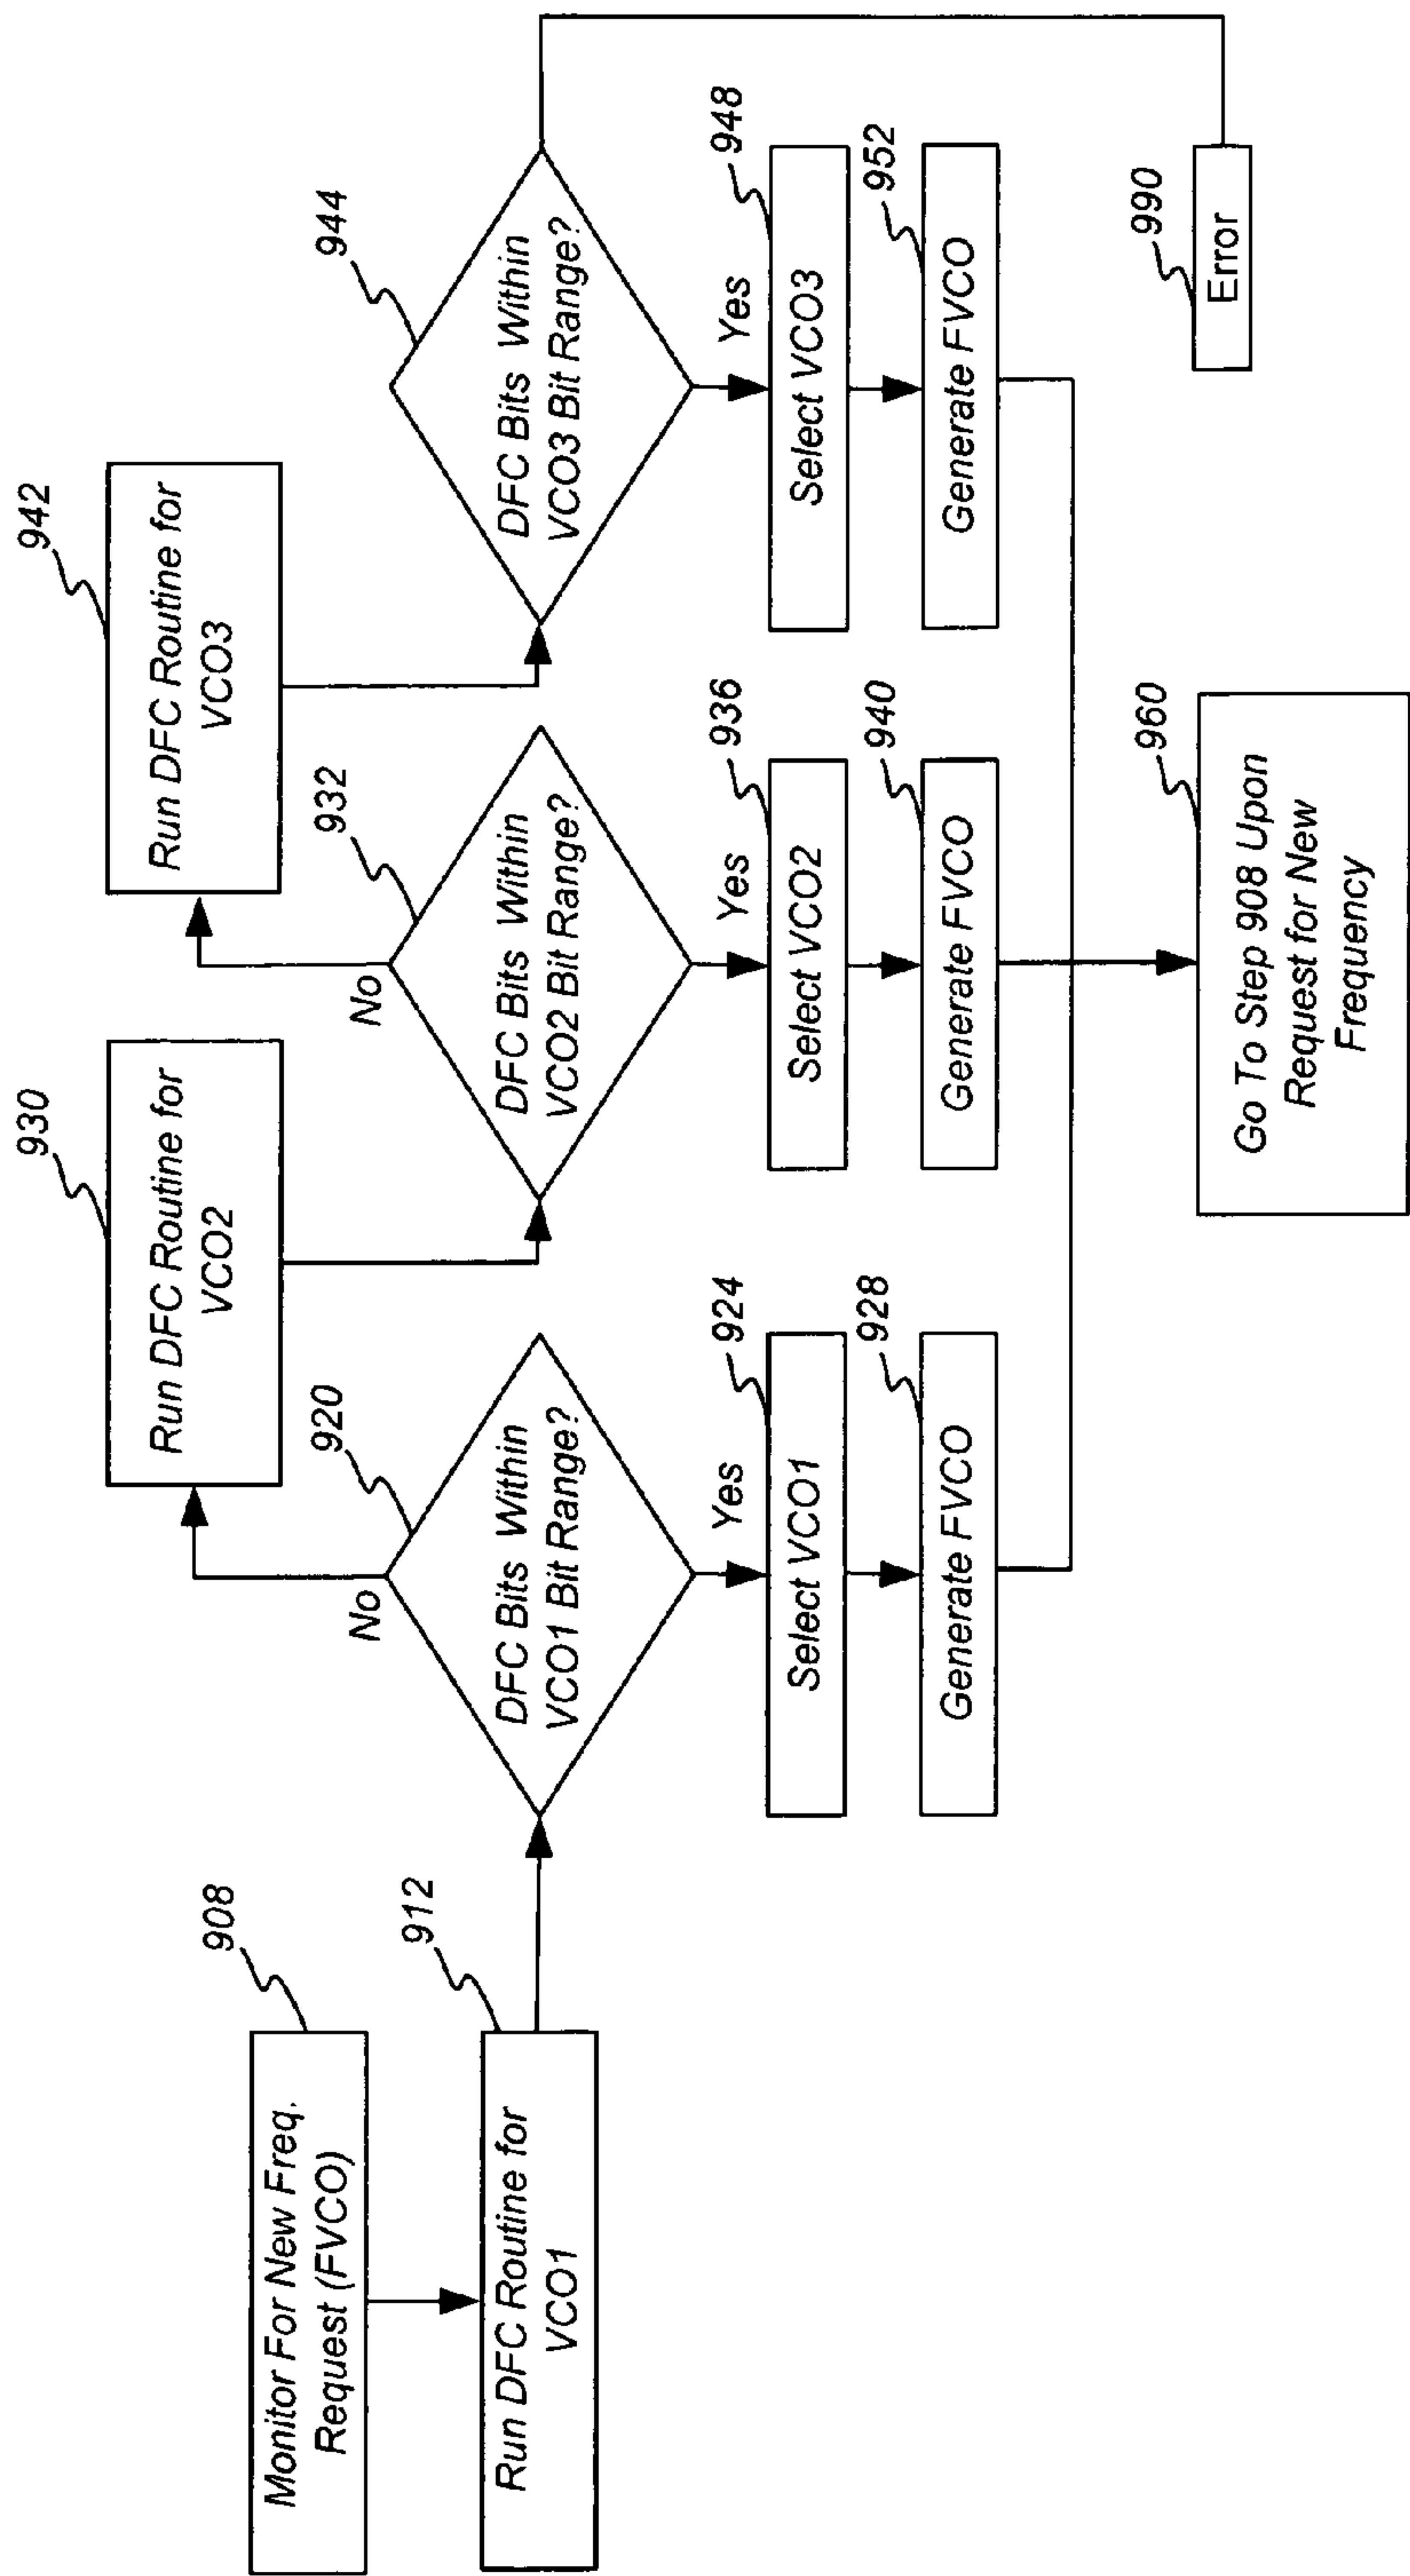 908
Monitor For New Freq.
Request (FVCO)
912
Run DFC Routine for
VCO1
920
DFC Bits Within
VCO1 Bit Range?
No
Yes
924
Select VCO1
928
Generate FVCO
930
Run DFC Routine for
VCO2
932
DFC Bits Within
VCO2 Bit Range?
No
Yes
936
Select VCO2
940
Generate FVCO
942
Run DFC Routine for
VCO3
944
DFC Bits Within
VCO3 Bit Range?
Yes
948
Select VCO3
952
Generate FVCO
960
Go To Step 908 Upon
Request for New
Frequency
990
Error